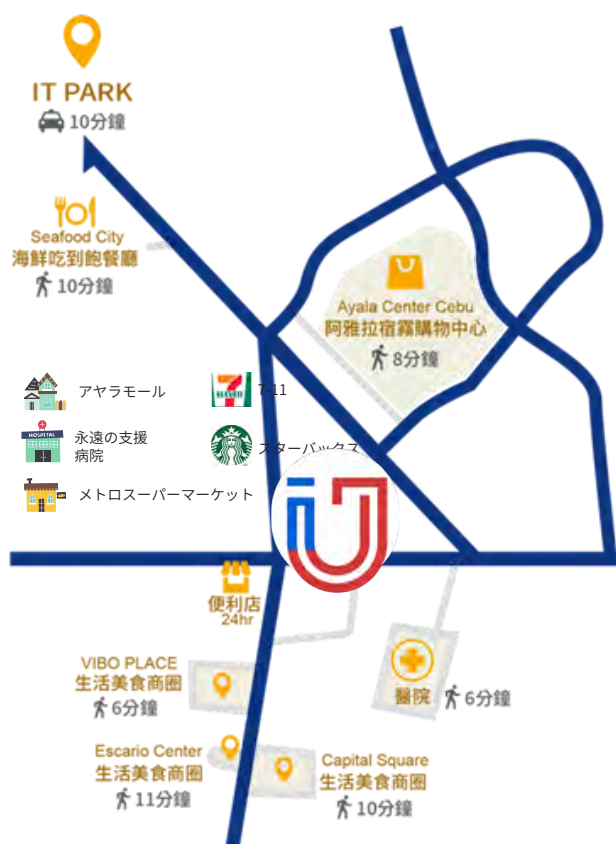 IT PARK
10分鐘
Seafood City
海鮮吃到飽餐廳
10分鐘
Ayala Center Cebu
阿雅拉宿霧購物中心
8分鐘
アヤラモール
7-11
ELEVEN
HOSPITAL
永遠の支援
病院
スターバックス
メトロスーパーマーケット
便利店
24hr
VIBO PLACE
生活美食商圈
6分鐘
醫院
6分鐘
Escario Center
生活美食商圈
11分鐘
Capital Square
生活美食商圈
10分鐘